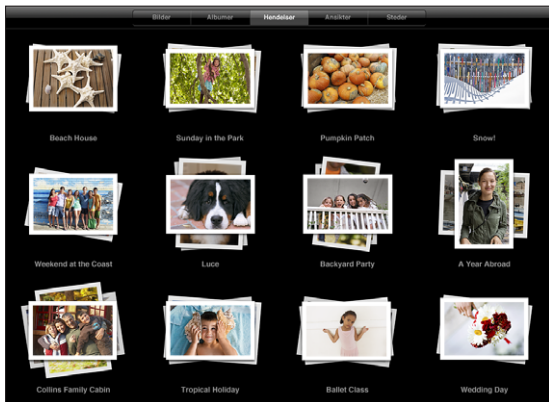 Bilder Albumer Hendelser Ansikter Steder
Beach House Sunday in the Park Pumpkin Patch Snow!
Weekend at the Coast Luce Backyard Party A Year Abroad
Collins Family Cabin Tropical Holiday Ballet Class Wedding Day